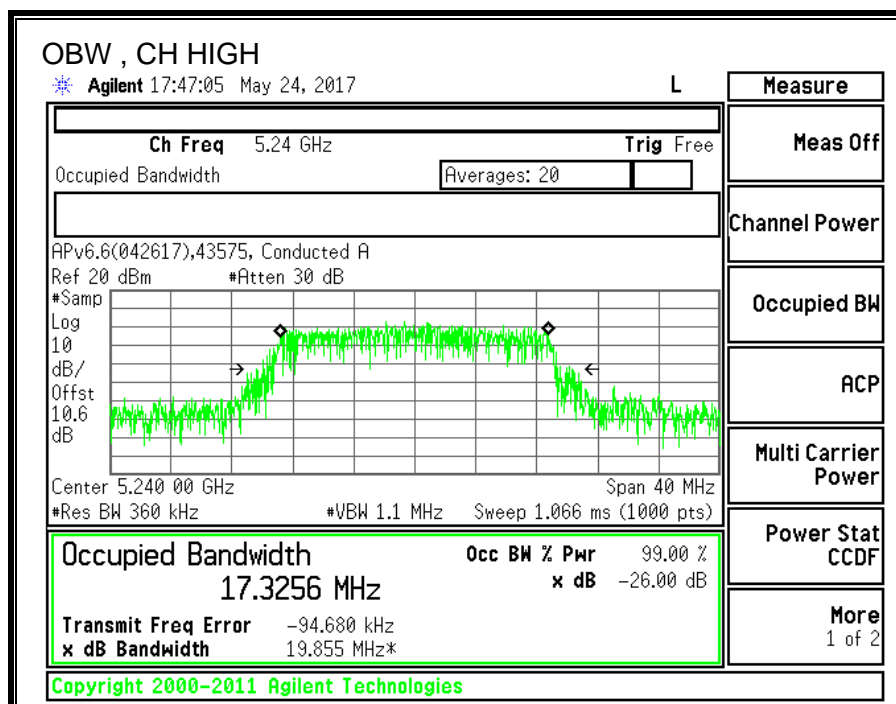 OBW , CH HIGH
Agilent 17:47:05 May 24, 2017 L
Measure
Ch Freq 5.24 GHz Trig Free
Meas Off
Occupied Bandwidth Averages: 20
Channel Power
APv6.6(042617),43575, Conducted A
Ref 20 dBm #Atten 30 dB
#Samp
Log
10
dB/
Offst
10.6
dB
Occupied BW
ACP
Center 5.240 00 GHz Span 40 MHz
#Res BW 360 kHz #VBW 1.1 MHz Sweep 1.066 ms (1000 pts)
Multi Carrier
Power
Occupied Bandwidth Occ BW % Pwr 99.00 %
17.3256 MHz x dB -26.00 dB
Power Stat
CCDF
Transmit Freq Error -94.680 kHz
x dB Bandwidth 19.855 MHz*
More
1 of 2
Copyright 2000-2011 Agilent Technologies